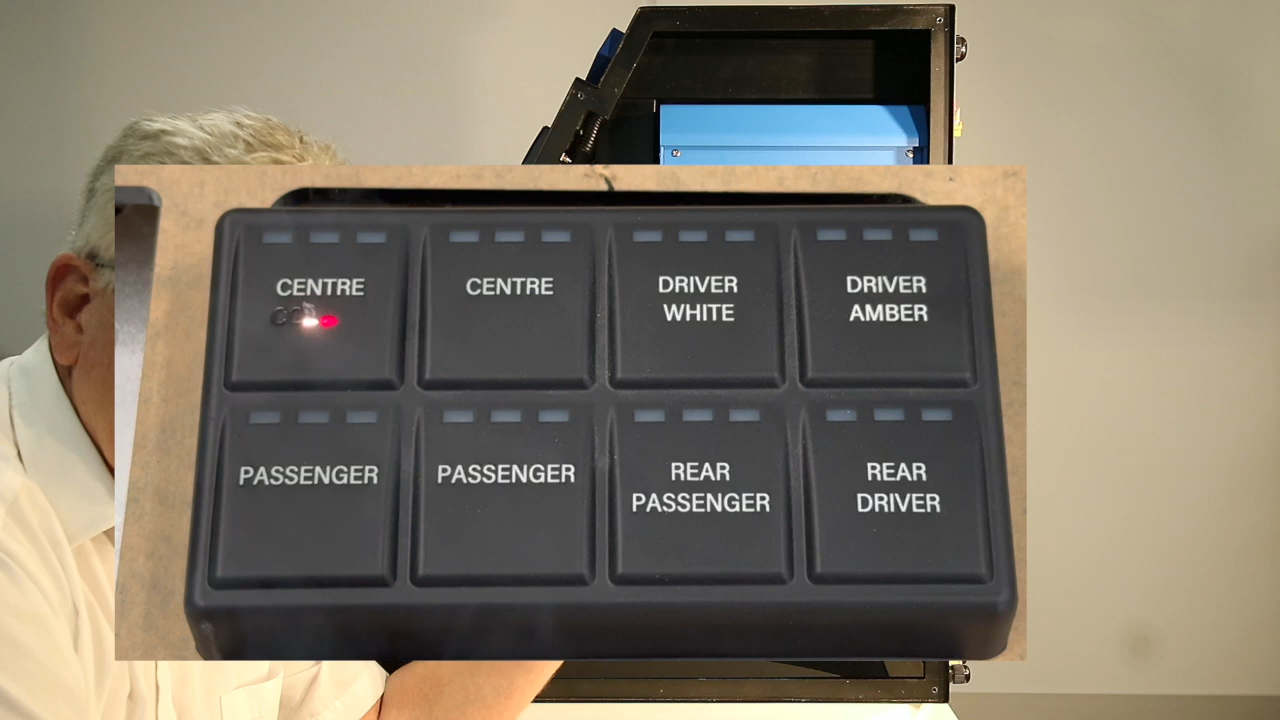 CENTRE
CENTRE
DRIVER
WHITE
DRIVER
AMBER
PASSENGER
PASSENGER
REAR
PASSENGER
REAR
DRIVER